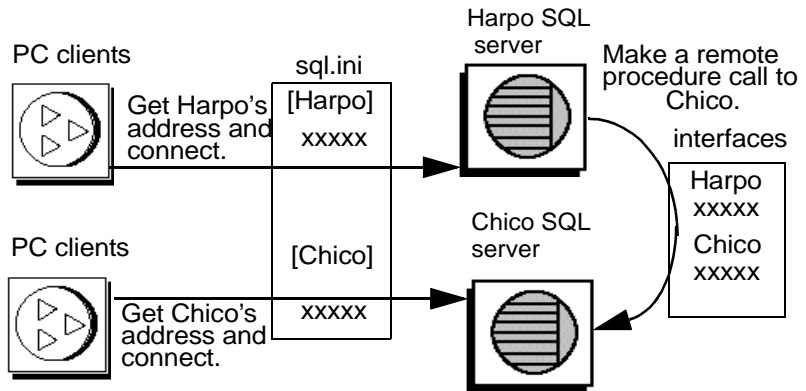 Harpo SQL
server
PC clients
sql.ini
Make a remote
procedure call to
Chico.
[Harpo]
xxxxx
Get Harpo's
address and
connect.
interfaces
Harpo
xxxxx
Chico
xxxxx
Chico SQL
server
PC clients
[Chico]
xxxxx
Get Chico's
address and
connect.